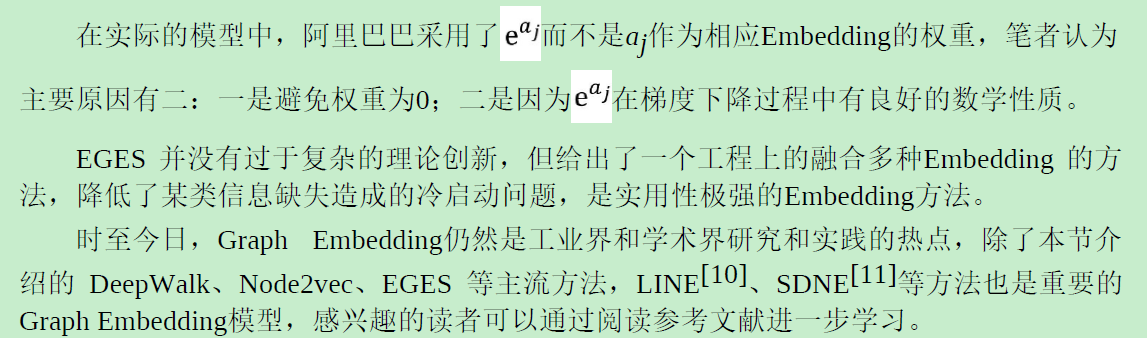 在实际的模型中，阿里巴巴采用了e^{a_j}而不是a_j作为相应Embedding的权重，笔者认为
主要原因有二：一是避免权重为0；二是因为e^{a_j}在梯度下降过程中有良好的数学性质。
EGES 并没有过于复杂的理论创新，但给出了一个工程上的融合多种Embedding 的方
法，降低了某类信息缺失造成的冷启动问题，是实用性极强的Embedding方法。
时至今日，Graph Embedding仍然是工业界和学术界研究和实践的热点，除了本节介
绍的 DeepWalk、Node2vec、EGES 等主流方法，LINE[10]、SDNE[11]等方法也是重要的
Graph Embedding模型，感兴趣的读者可以通过阅读参考文献进一步学习。